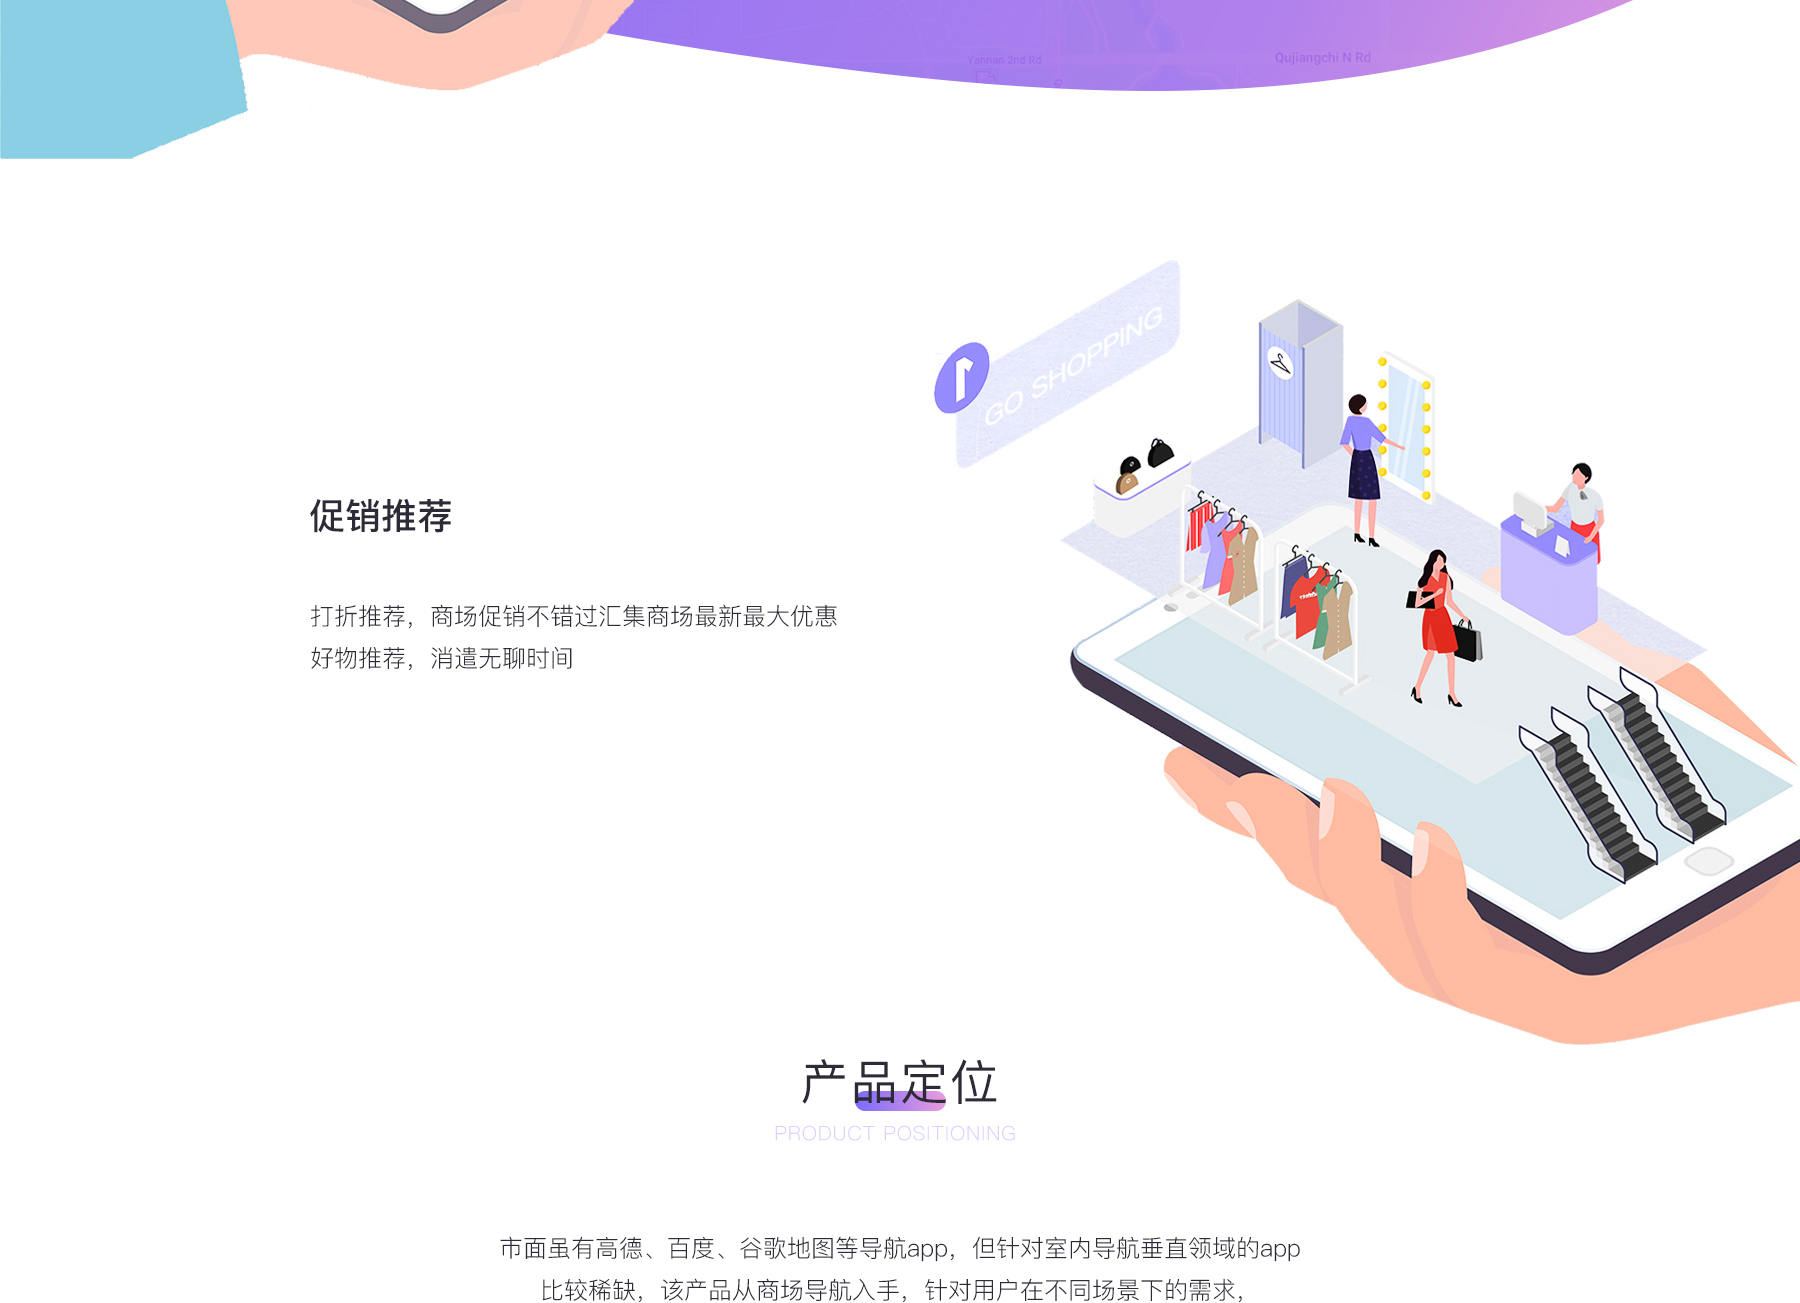 Yannan 2nd Rd
Qujiangchi N Rd
GO SHOPPING
促销推荐
打折推荐，商场促销不错过汇集商场最新最大优惠
好物推荐，消遣无聊时间
产品定位
PRODUCT POSITIONING
市面虽有高德、百度、谷歌地图等导航app，但针对室内导航垂直领域的app
比较稀缺，该产品从商场导航入手，针对用户在不同场景下的需求，